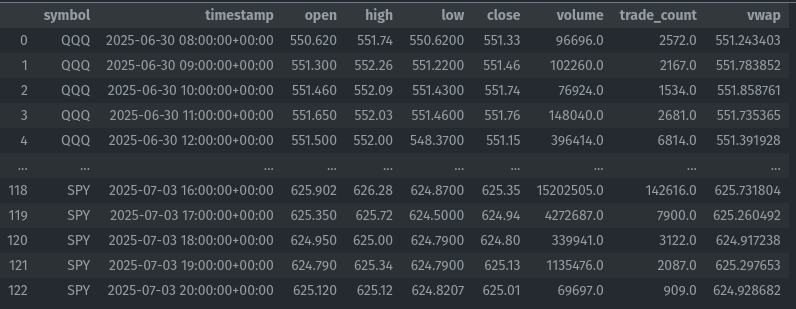 symbol timestamp open high low close volume trade_count vwap
0 QQQ 2025-06-30 08:00:00+00:00 550.620 551.74 550.6200 551.33 96696.0 2572.0 551.243403
1 QQQ 2025-06-30 09:00:00+00:00 551.300 552.26 551.2200 551.46 102260.0 2167.0 551.783852
2 QQQ 2025-06-30 10:00:00+00:00 551.460 552.09 551.4300 551.74 76924.0 1534.0 551.858761
3 QQQ 2025-06-30 11:00:00+00:00 551.650 552.03 551.4600 551.76 148040.0 2681.0 551.735365
4 QQQ 2025-06-30 12:00:00+00:00 551.500 552.00 548.3700 551.15 396414.0 6814.0 551.391928
... ... ... ... ... ... ... ... ... ...
118 SPY 2025-07-03 16:00:00+00:00 625.902 626.28 624.8700 625.35 15202505.0 142616.0 625.731804
119 SPY 2025-07-03 17:00:00+00:00 625.350 625.72 624.5000 624.94 4272687.0 7900.0 625.260492
120 SPY 2025-07-03 18:00:00+00:00 624.950 625.00 624.7900 624.80 339941.0 3122.0 624.917238
121 SPY 2025-07-03 19:00:00+00:00 624.790 625.34 624.7900 625.13 1135476.0 2087.0 625.297653
122 SPY 2025-07-03 20:00:00+00:00 625.120 625.12 624.8207 625.01 69697.0 909.0 624.928682